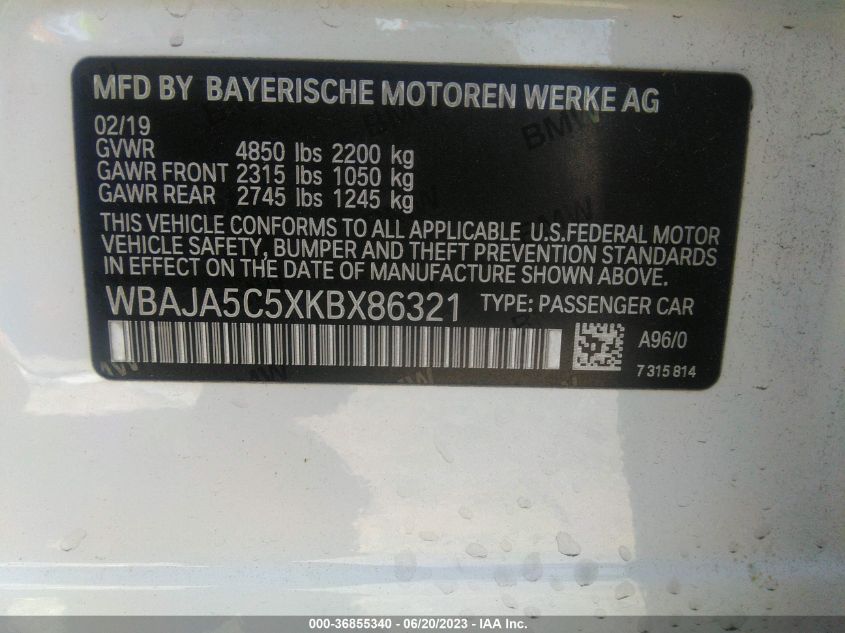 MFD BY BAYERISCHE MOTOREN WERKE AG
02/19
GVWR 4850 lbs 2200 kg
GAWR FRONT 2315 lbs 1050 kg
GAWR REAR 2745 lbs 1245 kg
THIS VEHICLE CONFORMS TO ALL APPLICABLE U.S.FEDERAL MOTOR
VEHICLE SAFETY, BUMPER AND THEFT PREVENTION STANDARDS
IN EFFECT ON THE DATE OF MANUFACTURE SHOWN ABOVE.
WBAJA5C5XKBX86321 TYPE: PASSENGER CAR
A96/0
7 315 814
000-36855340 - 06/20/2023 - IAA Inc.